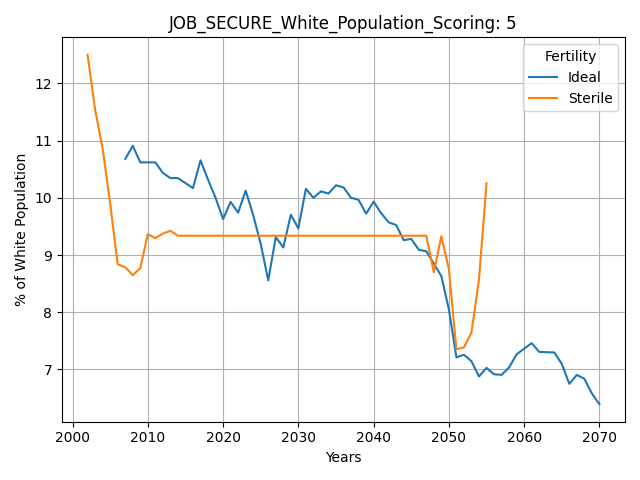 JOB_SECURE_White_Population_Scoring: 5
Fertility
Ideal
Sterile
% of White Population
12
11
10
9
8
7
2000 2010 2020 2030 2040 2050 2060 2070
Years